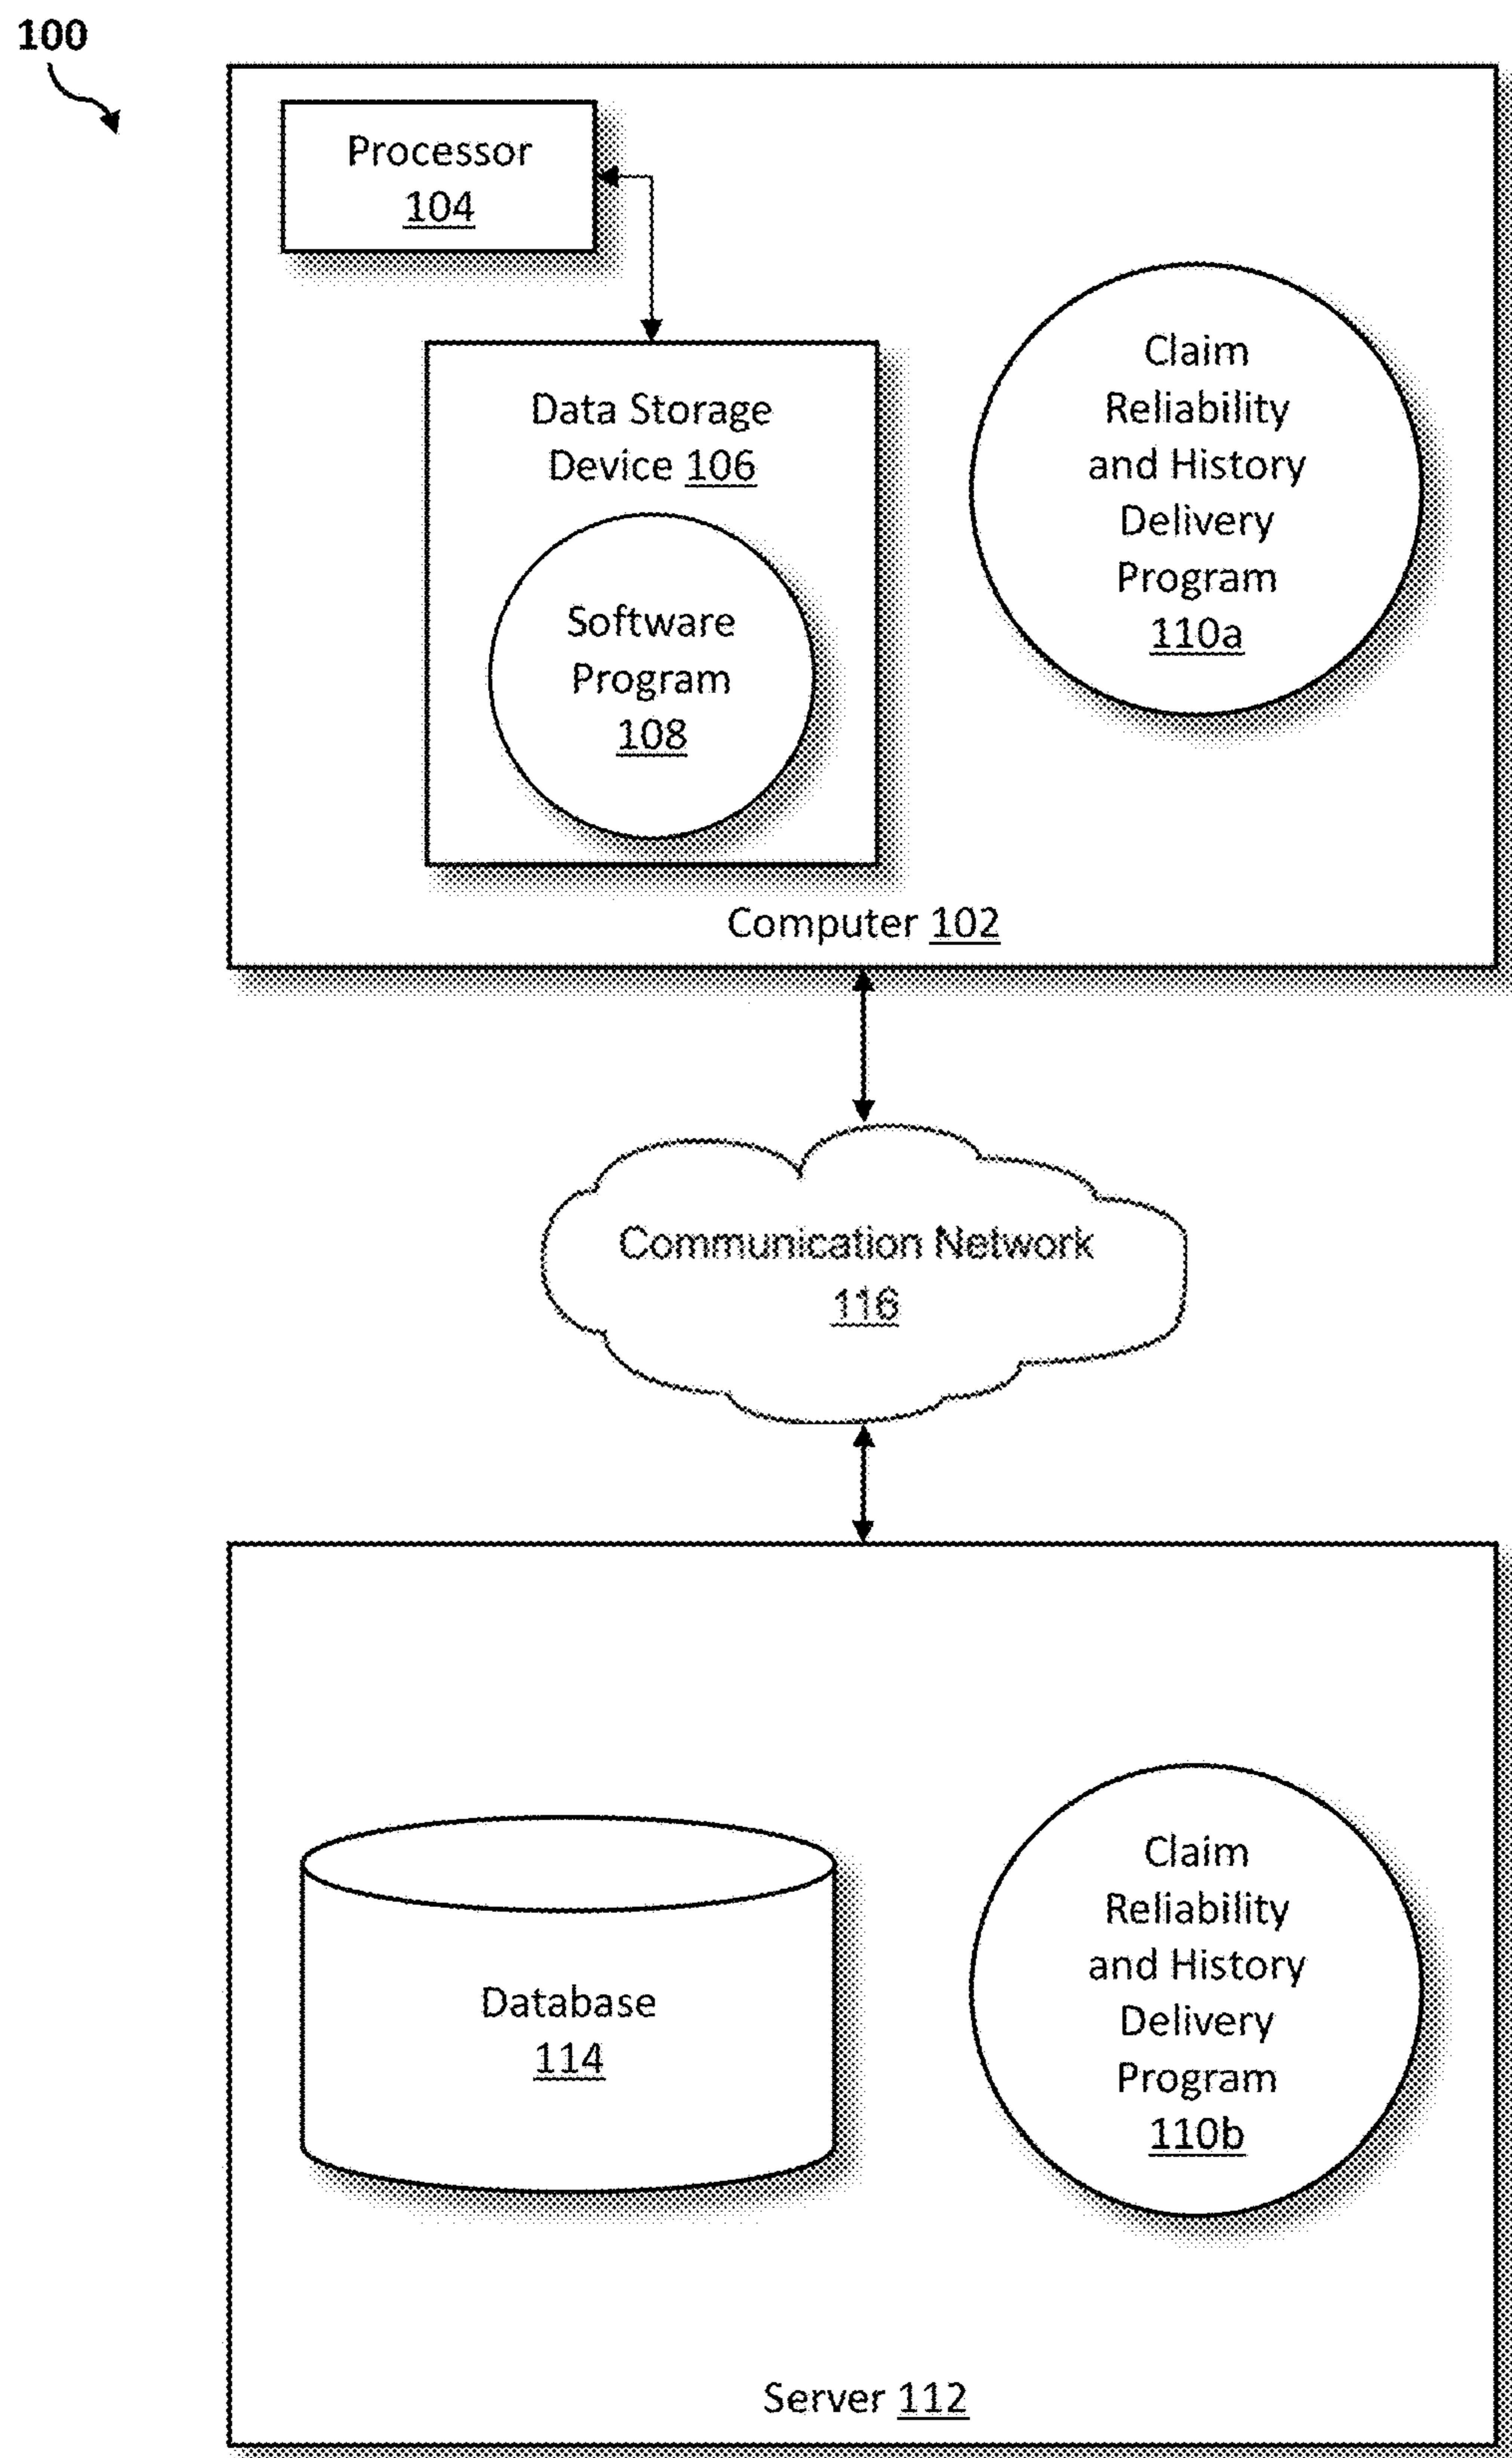 100
Processor
104
Data Storage
Device 106
Software
Program
108
Claim
Reliability
and History
Delivery
Program
110a
Computer 102
Communication Network
116
Database
114
Claim
Reliability
and History
Delivery
Program
110b
Server 112